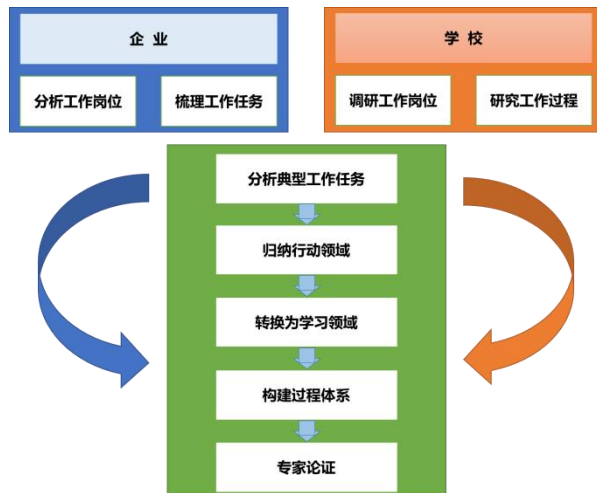 企 业
学 校
分析工作岗位
梳理工作任务
调研工作岗位
研究工作过程
分析典型工作任务
归纳行动领域
转换为学习领域
构建过程体系
专家论证